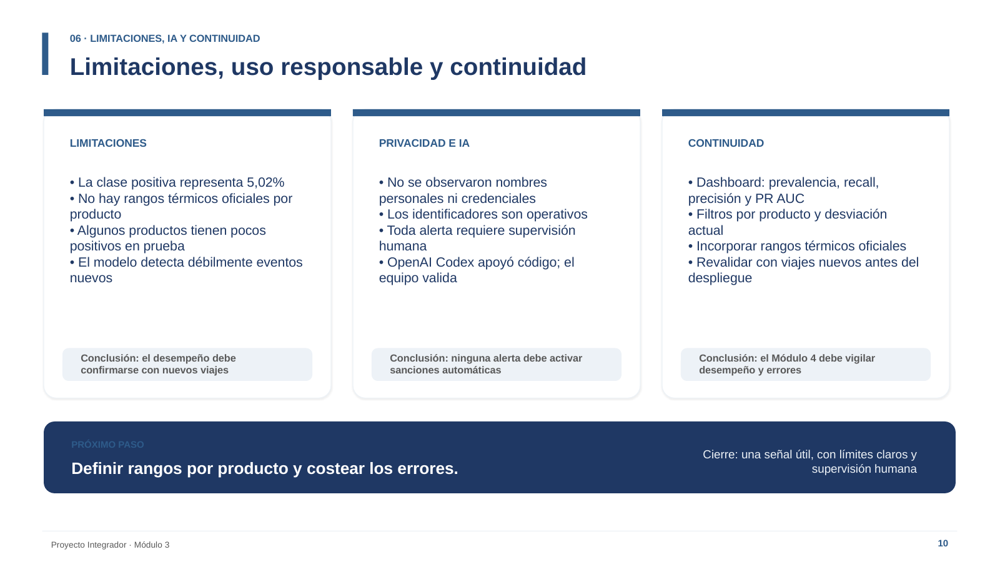 06 · LIMITACIONES, IA Y CONTINUIDAD
Limitaciones, uso responsable y continuidad
LIMITACIONES
• La clase positiva representa 5,02%
• No hay rangos térmicos oficiales por
producto
• Algunos productos tienen pocos
positivos en prueba
• El modelo detecta débilmente eventos
nuevos
Conclusión: el desempeño debe
confirmarse con nuevos viajes
PRIVACIDAD E IA
• No se observaron nombres
personales ni credenciales
• Los identificadores son operativos
• Toda alerta requiere supervisión
humana
• OpenAI Codex apoyó código; el
equipo valida
Conclusión: ninguna alerta debe activar
sanciones automáticas
CONTINUIDAD
• Dashboard: prevalencia, recall,
precisión y PR AUC
• Filtros por producto y desviación
actual
• Incorporar rangos térmicos oficiales
• Revalidar con viajes nuevos antes del
despliegue
Conclusión: el Módulo 4 debe vigilar
desempeño y errores
PRÓXIMO PASO
Definir rangos por producto y costear los errores.
Cierre: una señal útil, con límites claros y
supervisión humana
Proyecto Integrador · Módulo 3
10